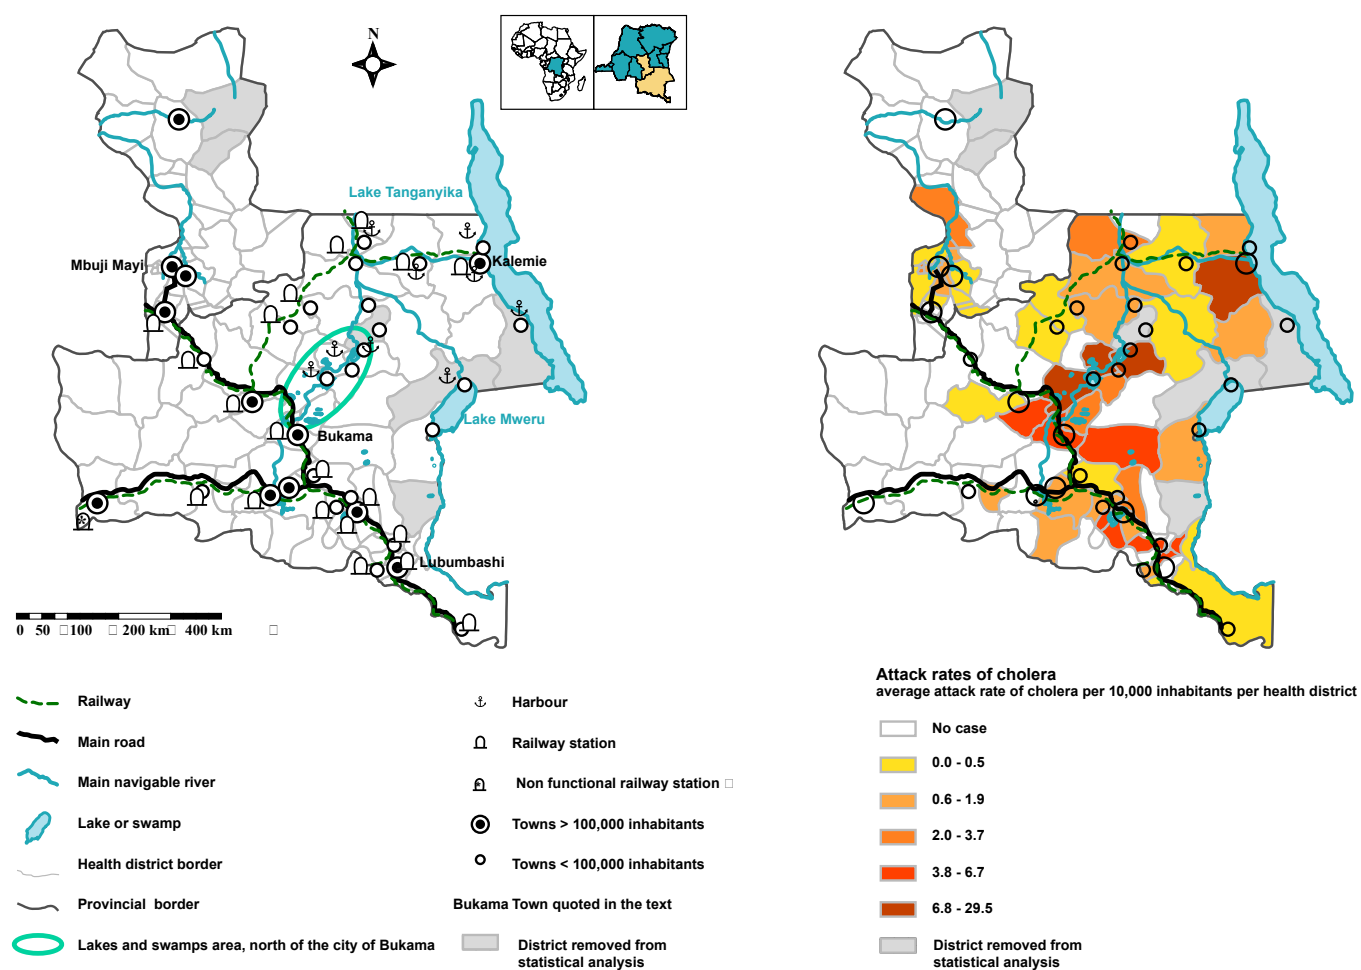 N
Lake Tanganyika
Mbuji Mayi
Kalemie
Lake Mweru
Bukama
Lubumbashi
0 50 □100 □ 200 km□ 400 km □
Railway
Main road
Main navigable river
Lake or swamp
Health district border
Provincial border
Lakes and swamps area, north of the city of Bukama
Harbour
Railway station
Non functional railway station □
Towns > 100,000 inhabitants
Towns < 100,000 inhabitants
Bukama Town quoted in the text
District removed from
statistical analysis
Attack rates of cholera
average attack rate of cholera per 10,000 inhabitants per health district
No case
0.0 - 0.5
0.6 - 1.9
2.0 - 3.7
3.8 - 6.7
6.8 - 29.5
District removed from
statistical analysis